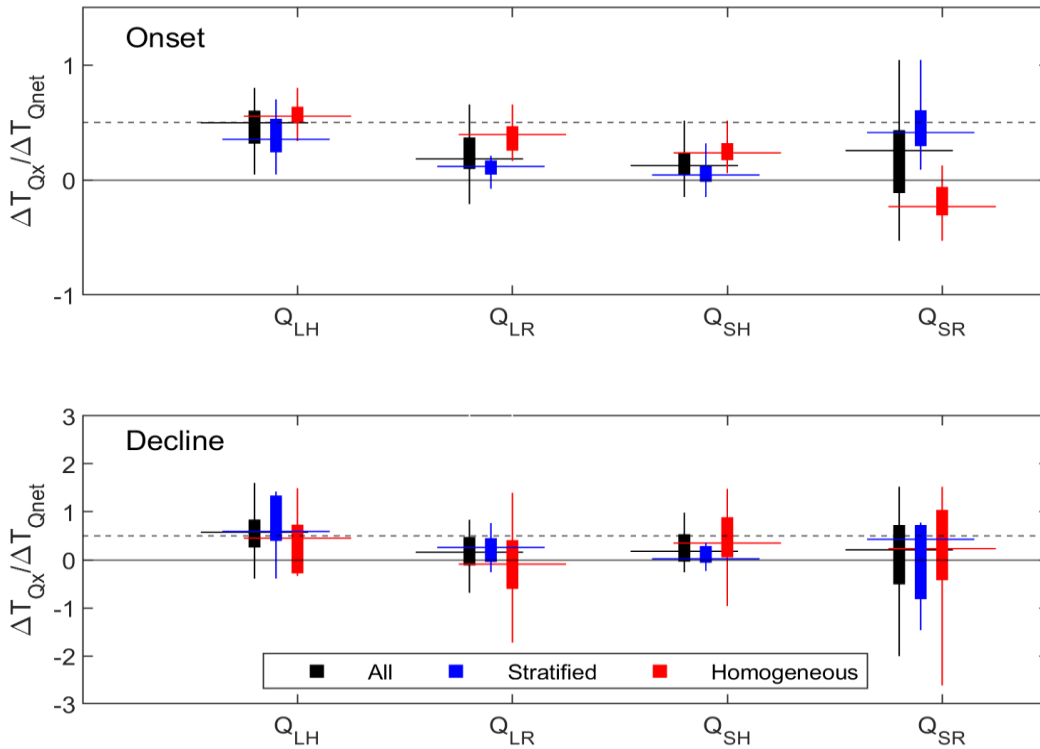 Onset
ΔT_Qx/ΔT_Qnet
1
0
-1
Q_LH Q_LR Q_SH Q_SR
Decline
ΔT_Qx/ΔT_Qnet
3
2
1
0
-1
-2
-3
All Stratified Homogeneous
Q_LH Q_LR Q_SH Q_SR